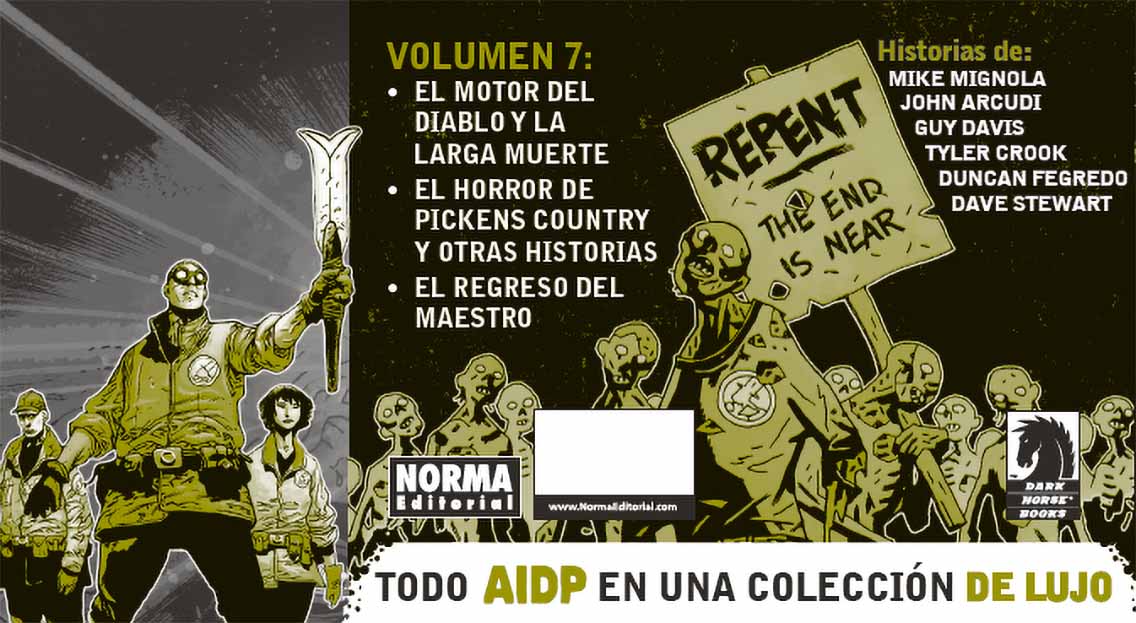 VOLUMEN 7:
• EL MOTOR DEL
DIABLO Y LA
LARGA MUERTE
• EL HORROR DE
PICKENS COUNTRY
Y OTRAS HISTORIAS
• EL REGRESO DEL
MAESTRO
REPENT
THE END
IS NEAR
Historias de:
MIKE MIGNOLA
JOHN ARCUDI
GUY DAVIS
TYLER CROOK
DUNCAN FEGREDO
DAVE STEWART
NORMA
Editorial
www.NormaEditorial.com
DARK
HORSE®
BOOKS
TODO AIDP EN UNA COLECCIÓN DE LUJO